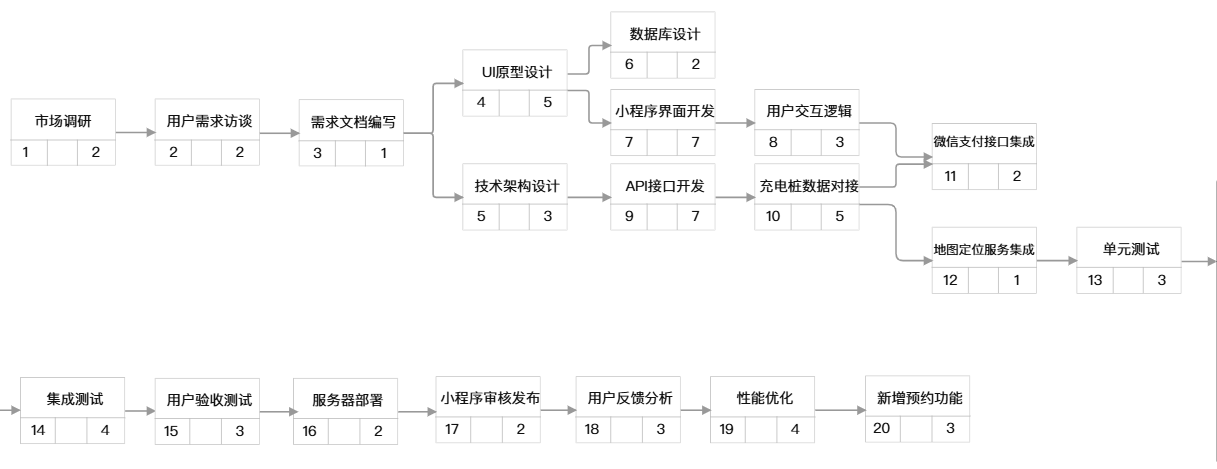 市场调研
1 2
用户需求访谈
2 2
需求文档编写
3 1
UI原型设计
4 5
技术架构设计
5 3
数据库设计
6 2
小程序界面开发
7 7
用户交互逻辑
8 3
API接口开发
9 7
充电桩数据对接
10 5
微信支付接口集成
11 2
地图定位服务集成
12 1
单元测试
13 3
集成测试
14 4
用户验收测试
15 3
服务器部署
16 2
小程序审核发布
17 2
用户反馈分析
18 3
性能优化
19 4
新增预约功能
20 3